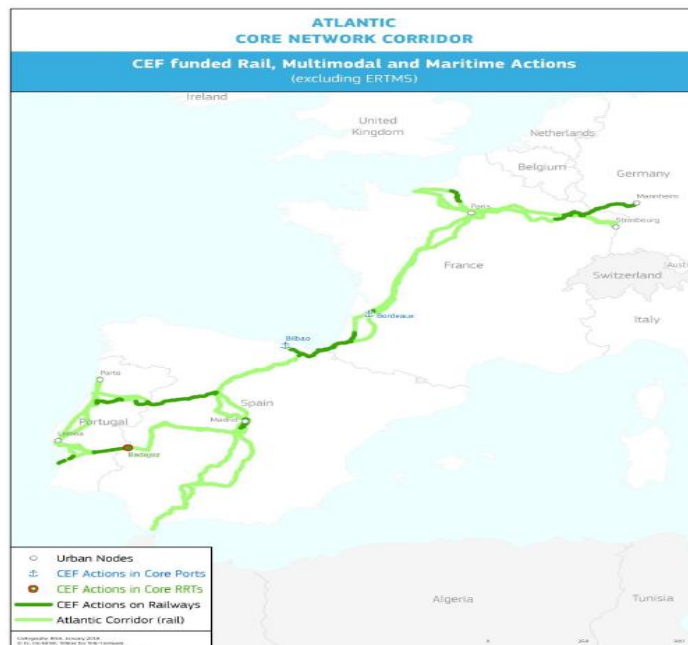 ATLANTIC
CORE NETWORK CORRIDOR
CEF funded Rail, Multimodal and Maritime Actions
(excluding ERTMS)
Ireland
United
Kingdom
Netherlands
Belgium
Germany
Mannheim
Paris
Strasbourg
France
Switzerland
Italy
Bordeaux
Bilbao
Porto
Spain
Madrid
Portugal
Lisboa
Badajoz
Algeria
Tunisia
Urban Nodes
CEF Actions in Core Ports
CEF Actions in Core RRTs
CEF Actions on Railways
Atlantic Corridor (rail)